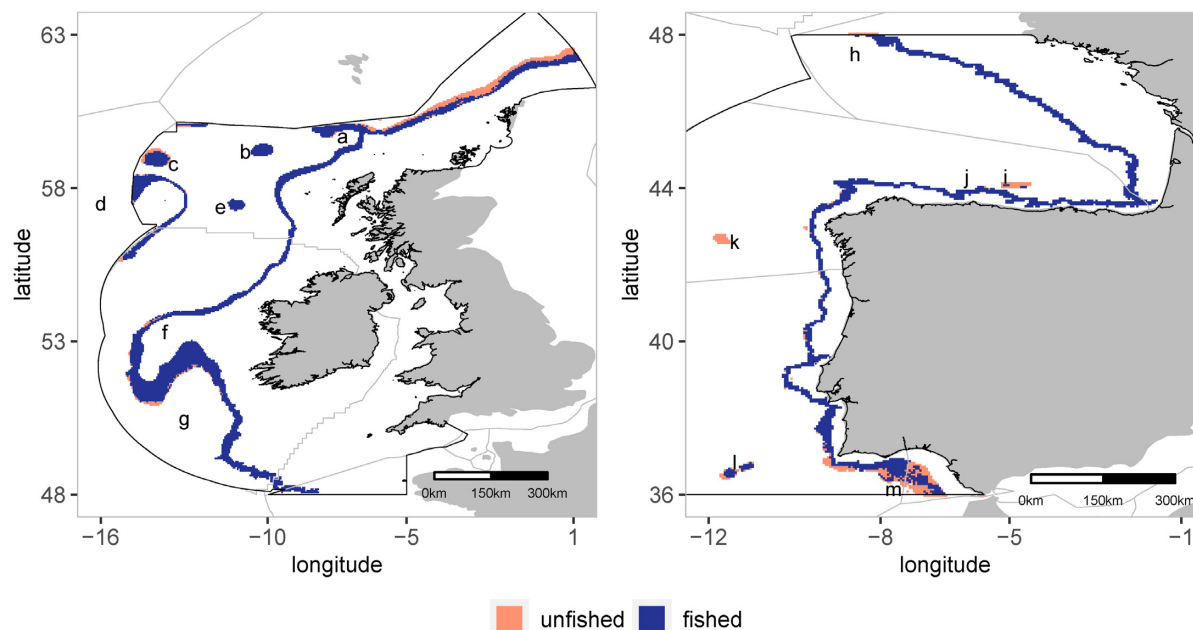 63
58
53
48
latitude
a
b
c
d
e
f
g
0km 150km 300km
−16 −10 −5 1
longitude
48
44
40
36
latitude
h
j i
k
l
m
0km 150km 300km
−12 −8 −5 −1
longitude
unfished fished